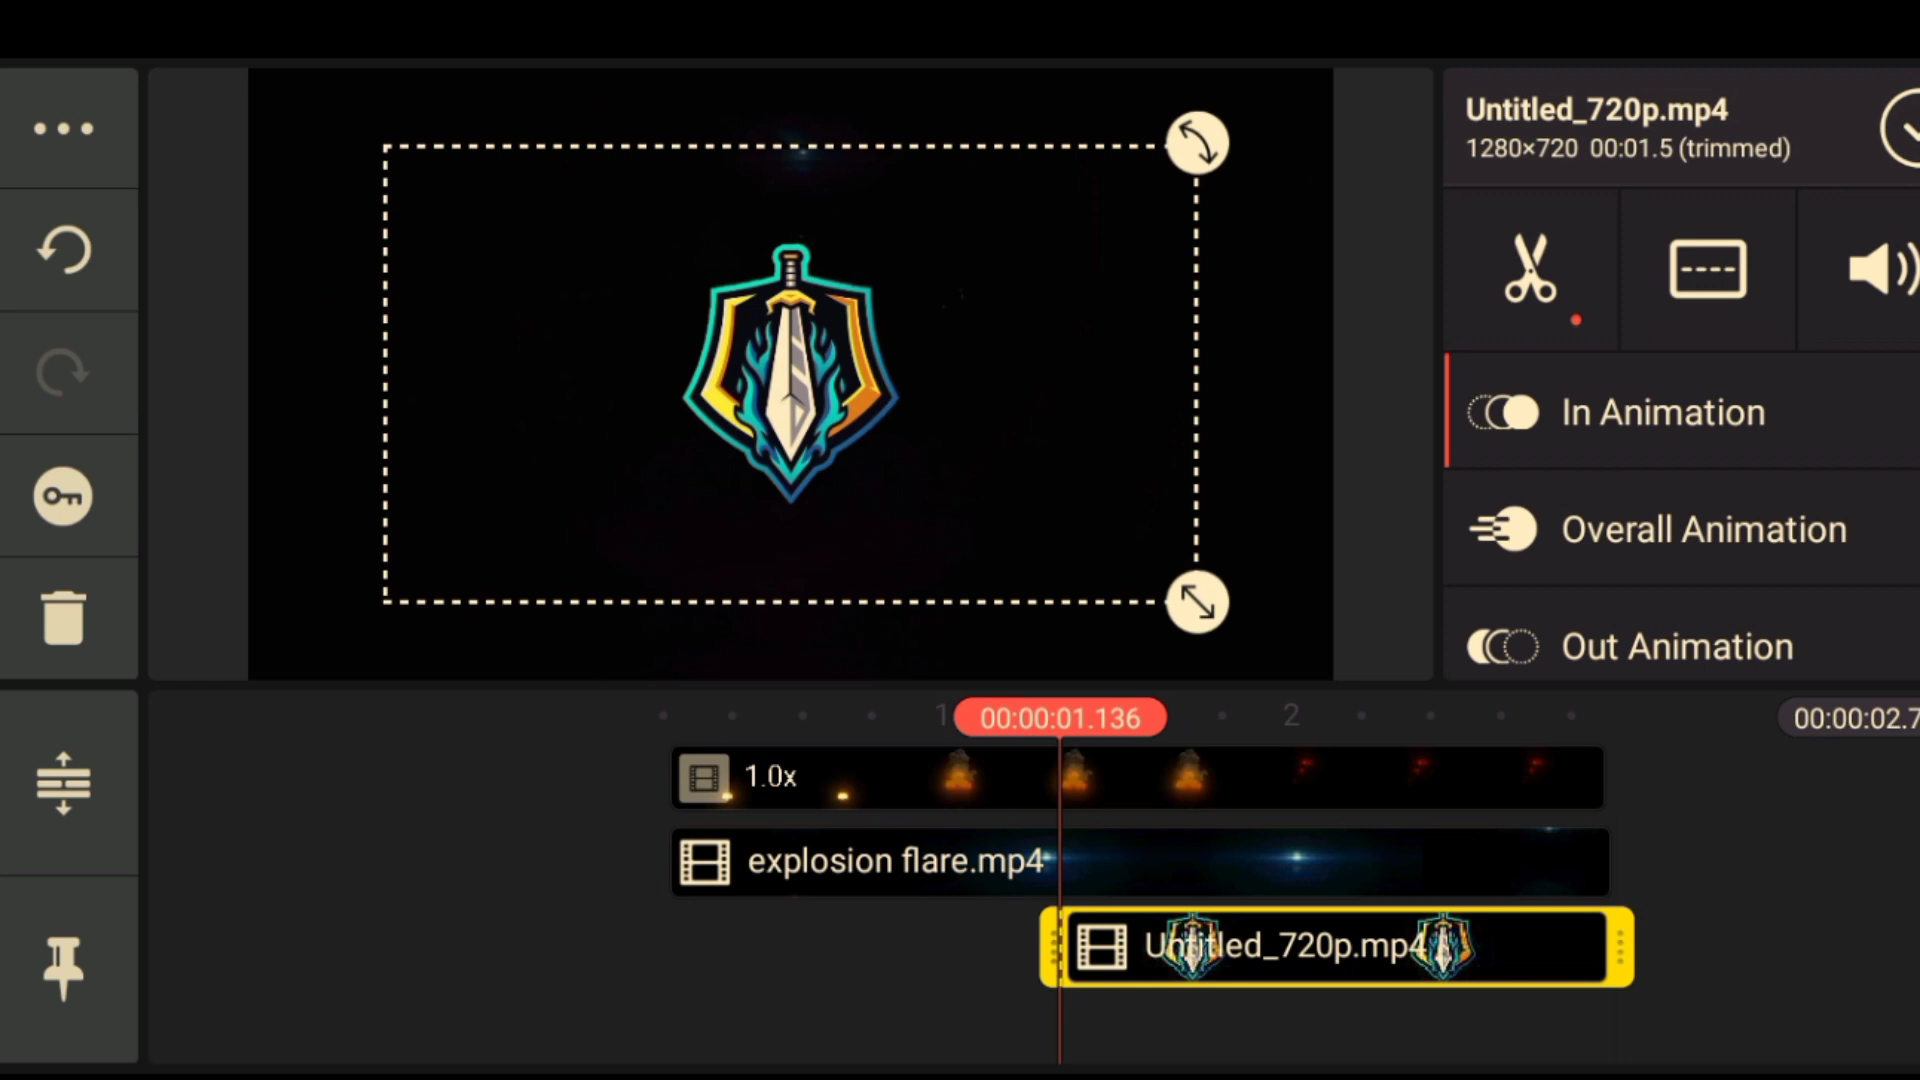 Untitled_720p.mp4
1280×720 00:01.5 (trimmed)
In Animation
Overall Animation
Out Animation
1
00:00:01.136
2
00:00:02.7
1.0x
explosion flare.mp4
Untitled_720p.mp4